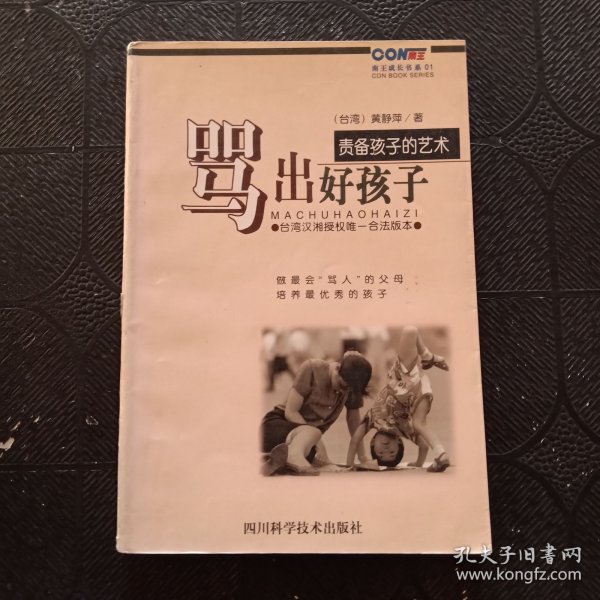 CON商王
商王成长书系 01
CON BOOK SERIES
(台湾) 黄静萍/著
责备孩子的艺术
骂出好孩子
MACHUHAOHAIZI
●台湾汉湘授权唯一合法版本●
做最会“骂人”的父母
培养最优秀的孩子
四川科学技术出版社
孔夫子旧书网
www.kongfz.com